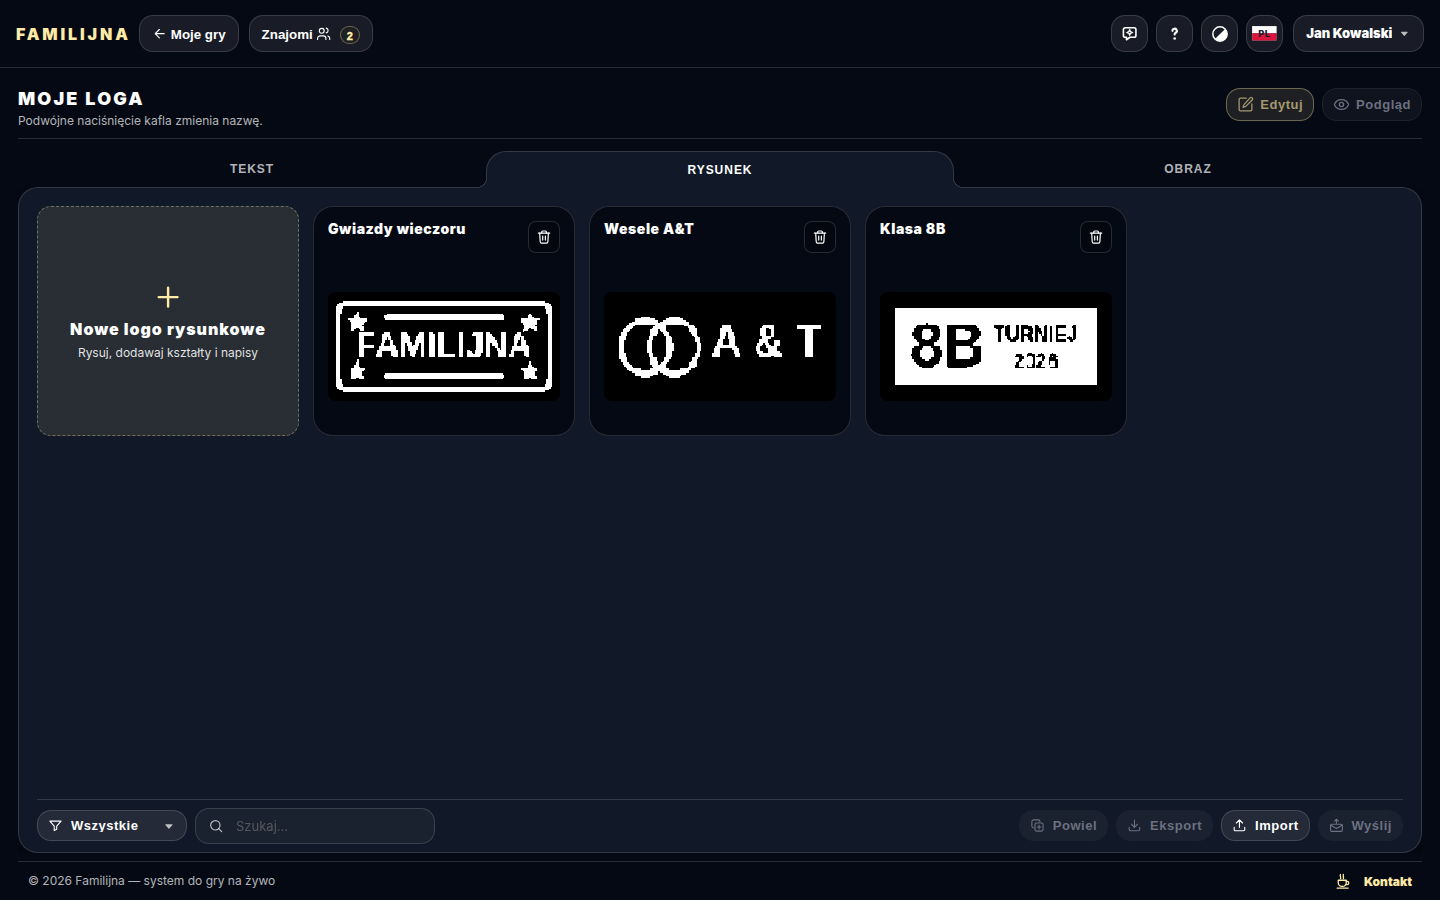 FAMILIJNA
Moje gry
Znajomi
2
?
PL
Jan Kowalski
MOJE LOGA
Podwójne naciśnięcie kafla zmienia nazwę.
Edytuj
Podgląd
TEKST
RYSUNEK
OBRAZ
Nowe logo rysunkowe
Rysuj, dodawaj kształty i napisy
Gwiazdy wieczoru
FAMILIJNA
Wesele A&T
A & T
Klasa 8B
8B TURNIEJ
2026
Wszystkie
Szukaj...
Powiel
Eksport
Import
Wyślij
© 2026 Familijna — system do gry na żywo
Kontakt